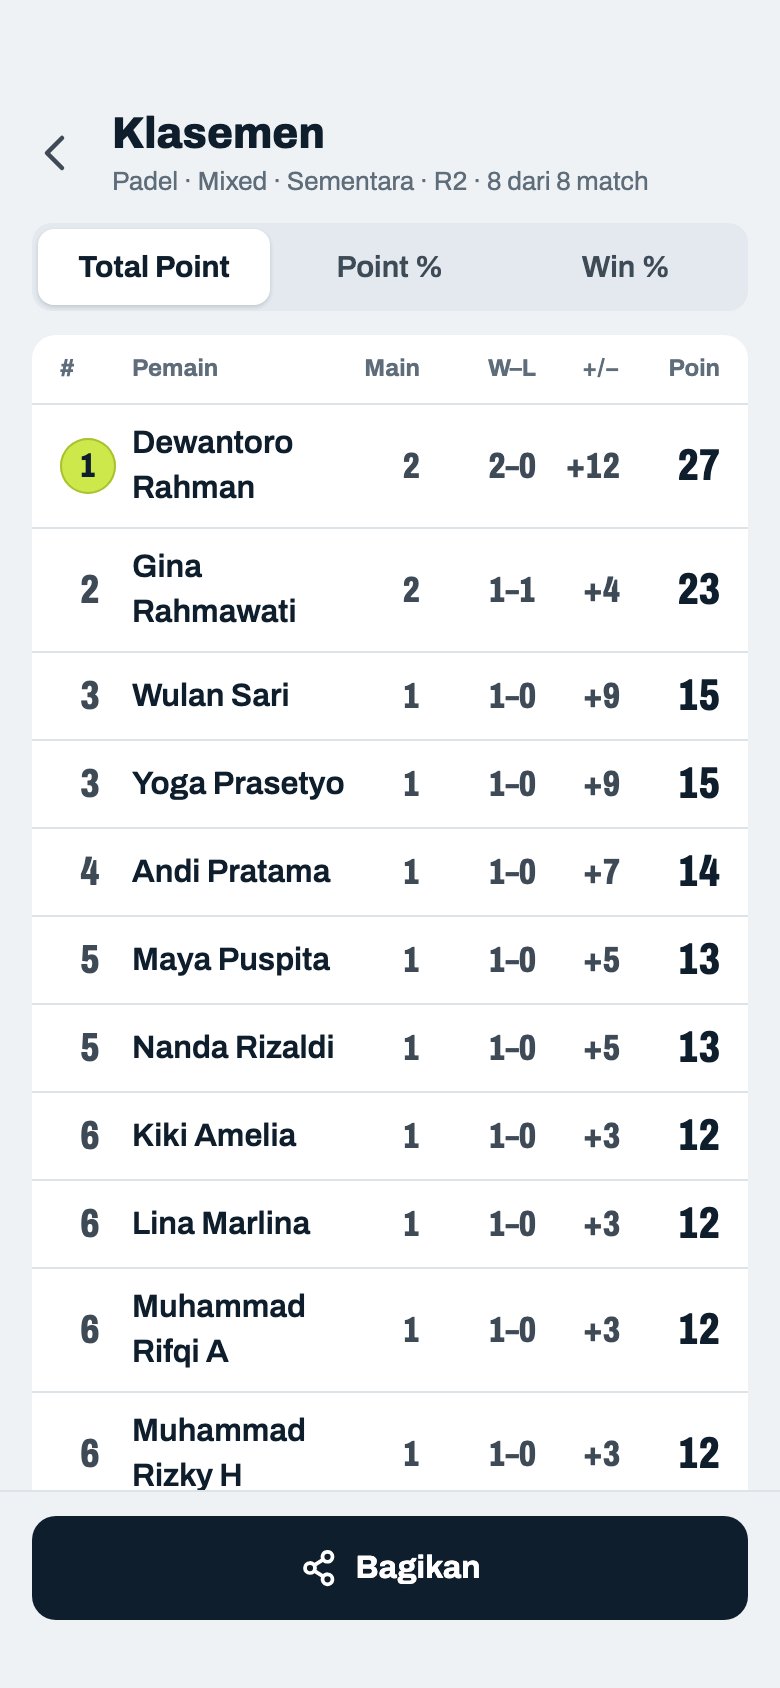 Klasemen
Padel · Mixed · Sementara · R2 · 8 dari 8 match
Total Point Point % Win %
# Pemain Main W–L +/– Poin
1 Dewantoro Rahman 2 2–0 +12 27
2 Gina Rahmawati 2 1–1 +4 23
3 Wulan Sari 1 1–0 +9 15
3 Yoga Prasetyo 1 1–0 +9 15
4 Andi Pratama 1 1–0 +7 14
5 Maya Puspita 1 1–0 +5 13
5 Nanda Rizaldi 1 1–0 +5 13
6 Kiki Amelia 1 1–0 +3 12
6 Lina Marlina 1 1–0 +3 12
6 Muhammad Rifqi A 1 1–0 +3 12
6 Muhammad Rizky H 1 1–0 +3 12
Bagikan